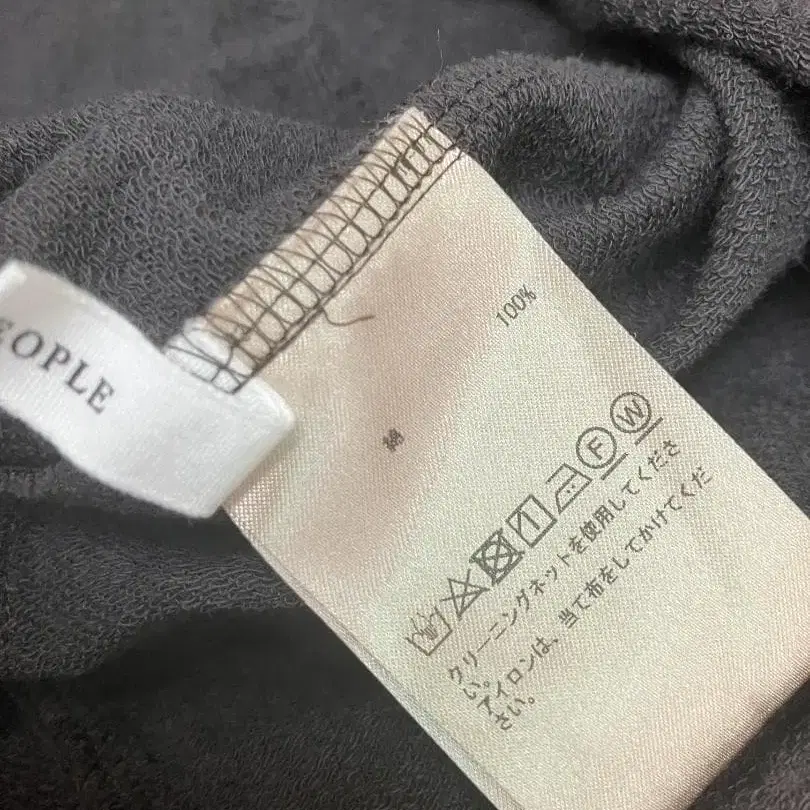 EOPLE
綿
100%
F W
クリーニングネットを使用してくださ
い。
アイロンは、当て布をしてかけてくだ
さい。